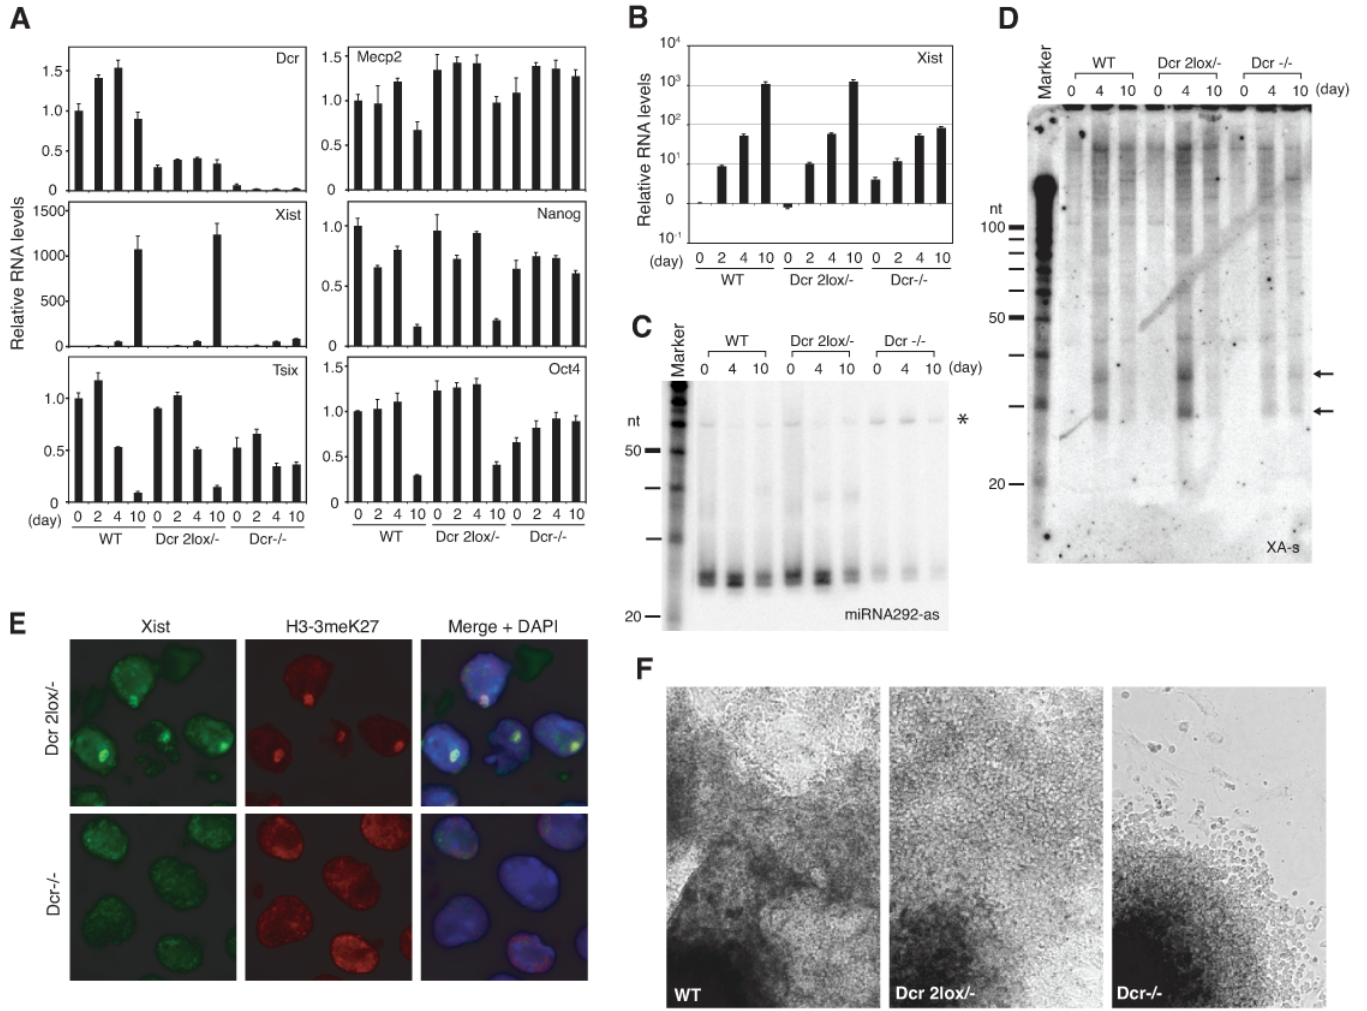 A
Relative RNA levels
Dcr
1.5
1.0
0.5
0
Mecp2
1.5
1.0
0.5
0
Xist
1500
1000
500
0
Nanog
1.0
0.5
0
Tsix
1.0
0.5
0
Oct4
1.5
1.0
0.5
0
(day)
0 2 4 10 0 2 4 10 0 2 4 10
WT Dcr 2lox/- Dcr-/-
0 2 4 10 0 2 4 10 0 2 4 10
WT Dcr 2lox/- Dcr-/-
B
Relative RNA levels
Xist
10^4
10^3
10^2
10^1
0
10^-1
(day) 0 2 4 10 0 2 4 10 0 2 4 10
WT Dcr 2lox/- Dcr-/-
C
Marker
WT Dcr 2lox/- Dcr -/-
0 4 10 0 4 10 0 4 10 (day)
nt
*
50
20
miRNA292-as
D
Marker
WT Dcr 2lox/- Dcr -/-
0 4 10 0 4 10 0 4 10 (day)
nt
100
50
20
XA-s
E
Xist H3-3meK27 Merge + DAPI
Dcr 2lox/-
Dcr-/-
F
WT
Dcr 2lox/-
Dcr-/-